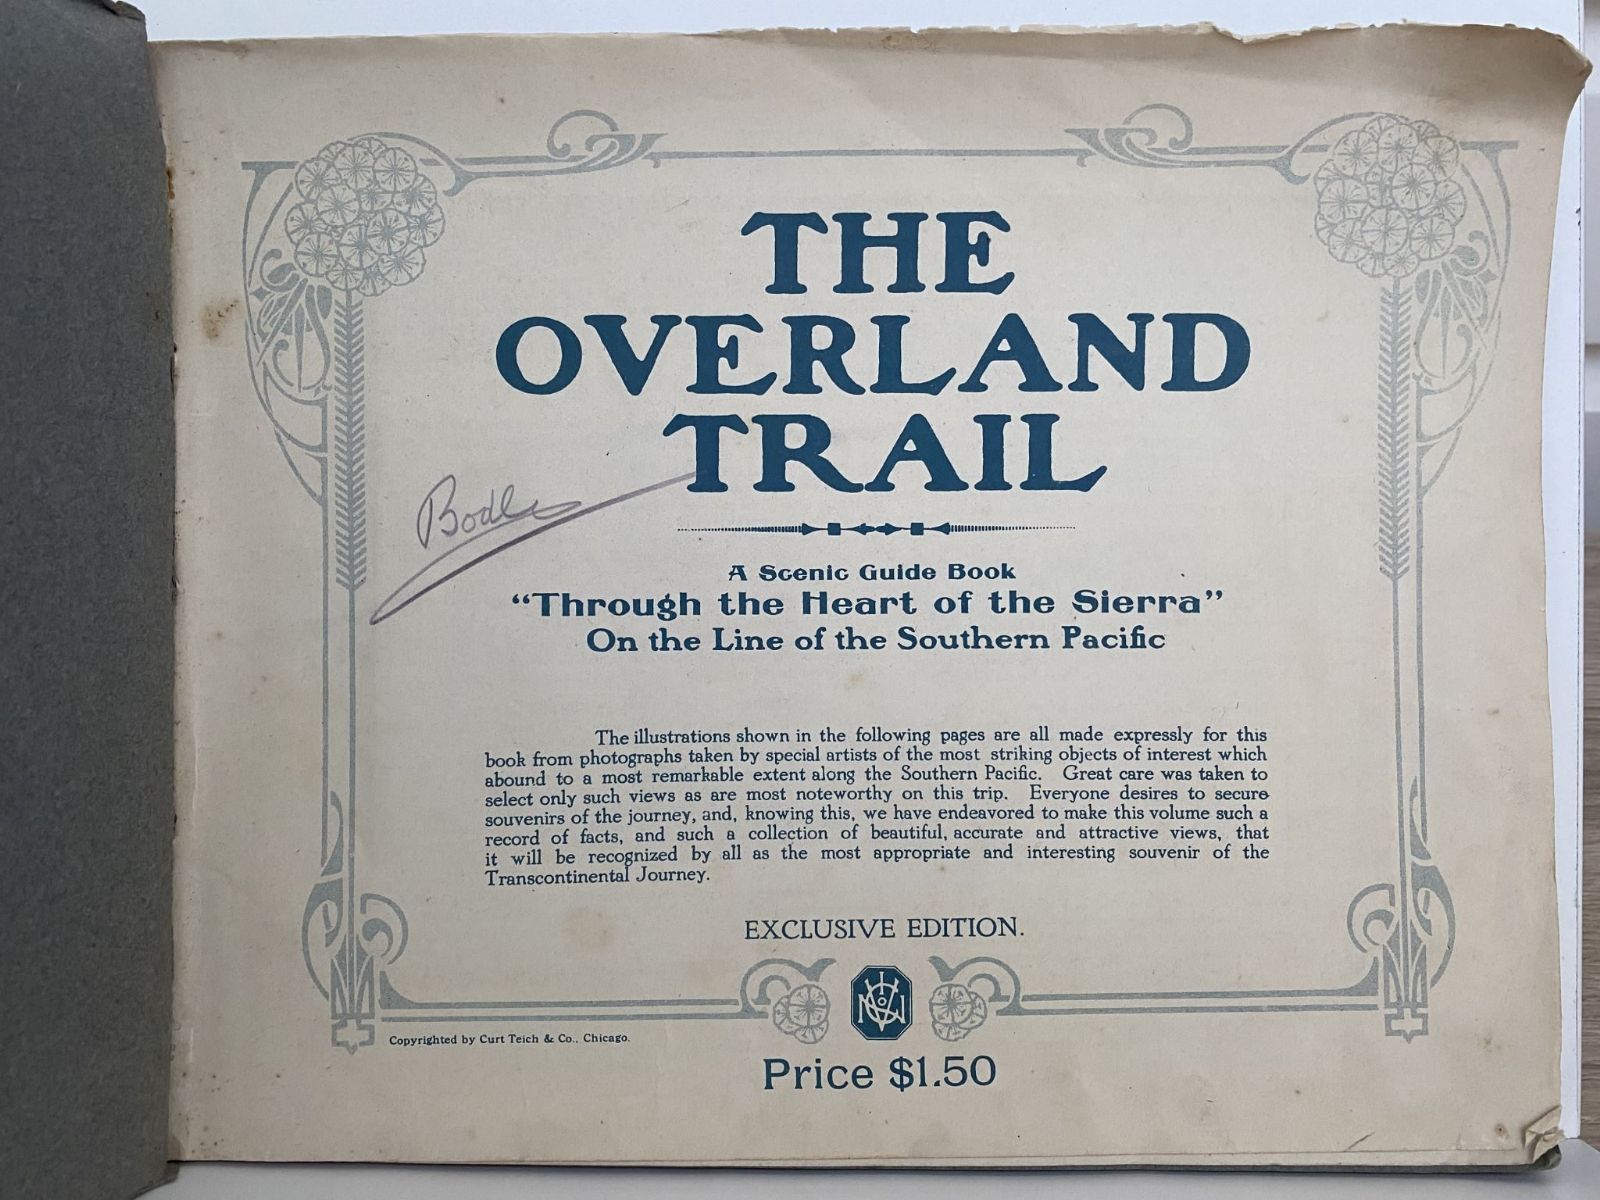 THE
OVERLAND
TRAIL
A Scenic Guide Book
“Through the Heart of the Sierra”
On the Line of the Southern Pacific
The illustrations shown in the following pages are all made expressly for this
book from photographs taken by special artists of the most striking objects of interest which
abound to a most remarkable extent along the Southern Pacific. Great care was taken to
select only such views as are most noteworthy on this trip. Everyone desires to secure
souvenirs of the journey, and, knowing this, we have endeavored to make this volume such a
record of facts, and such a collection of beautiful, accurate and attractive views, that
it will be recognized by all as the most appropriate and interesting souvenir of the
Transcontinental Journey.
EXCLUSIVE EDITION.
Copyrighted by Curt Teich & Co., Chicago.
Price $1.50